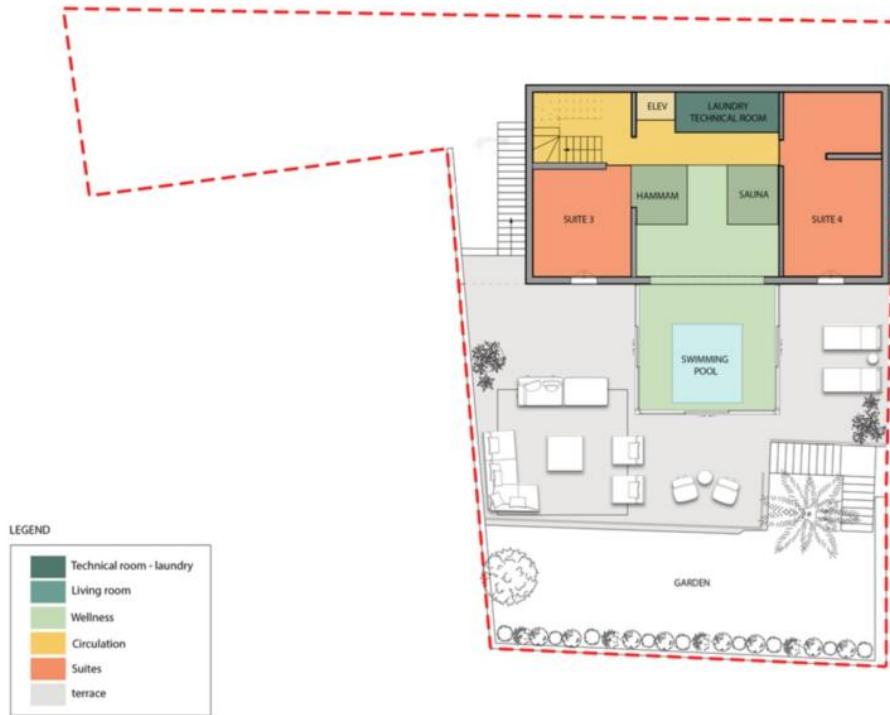 ELEV
LAUNDRY
TECHNICAL ROOM
HAMMAM
SAUNA
SUITE 3
SUITE 4
SWIMMING
POOL
GARDEN
LEGEND
Technical room - laundry
Living room
Wellness
Circulation
Suites
terrace